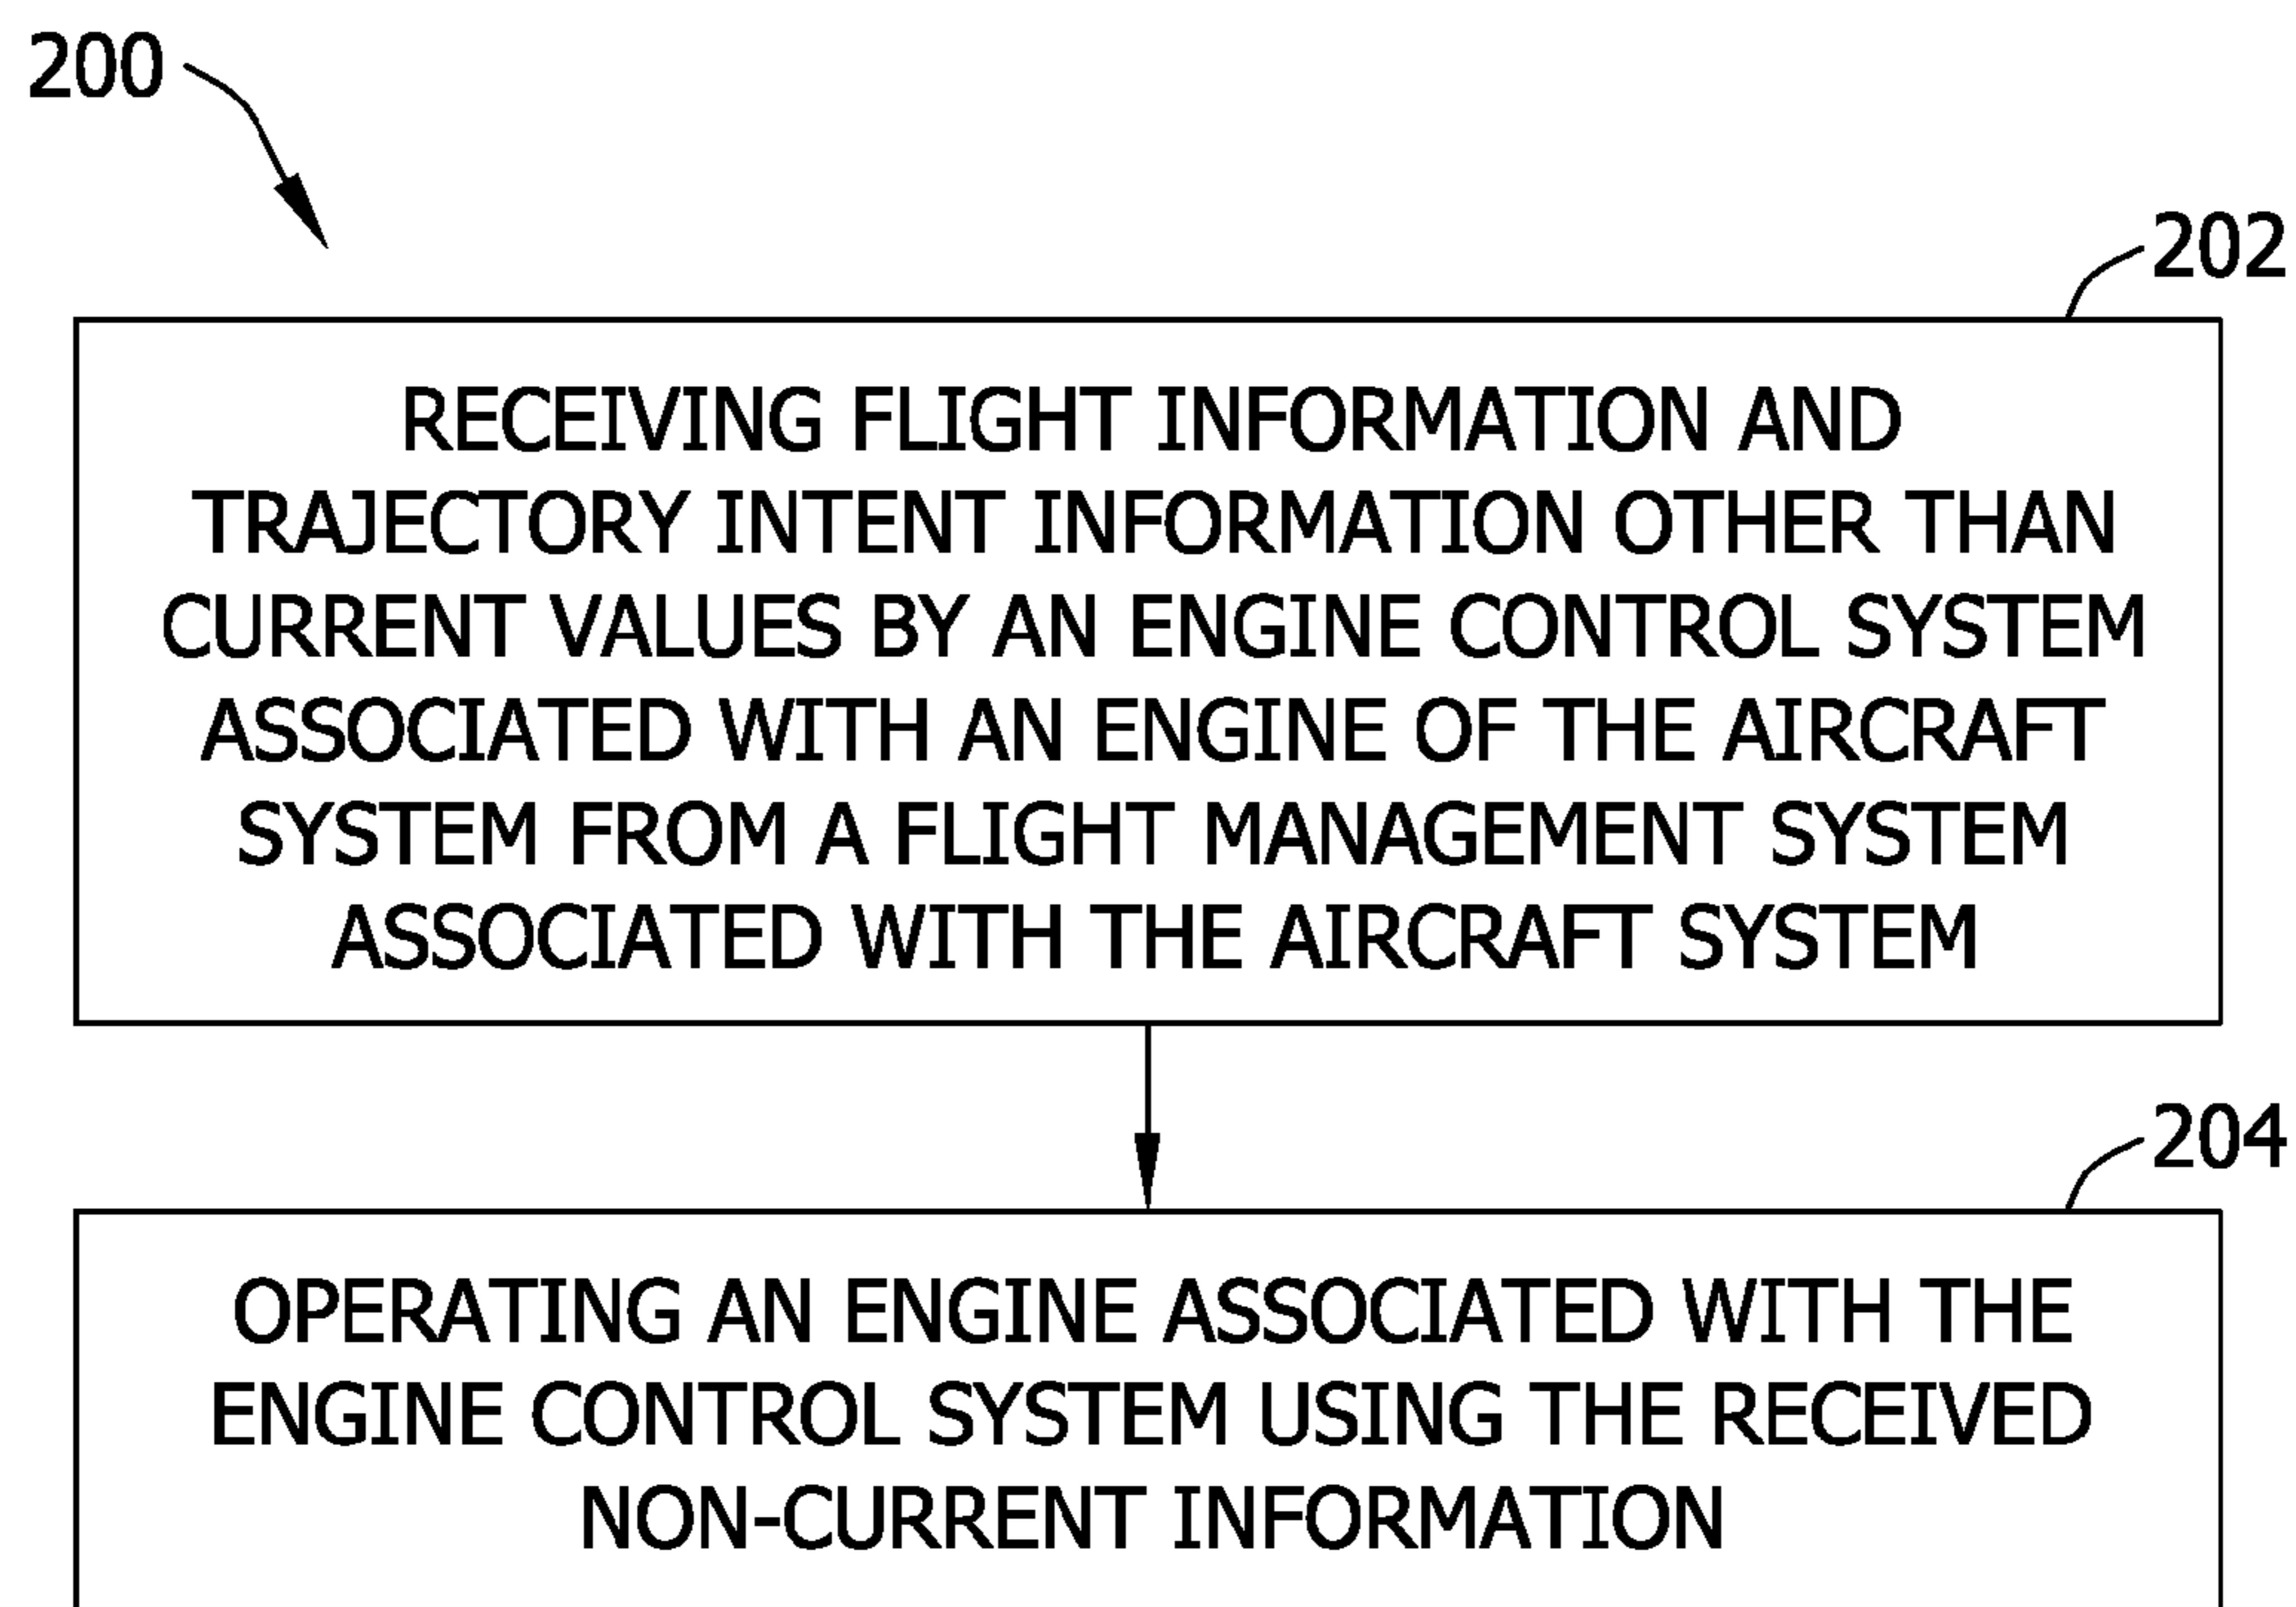 200
202
RECEIVING FLIGHT INFORMATION AND
TRAJECTORY INTENT INFORMATION OTHER THAN
CURRENT VALUES BY AN ENGINE CONTROL SYSTEM
ASSOCIATED WITH AN ENGINE OF THE AIRCRAFT
SYSTEM FROM A FLIGHT MANAGEMENT SYSTEM
ASSOCIATED WITH THE AIRCRAFT SYSTEM
204
OPERATING AN ENGINE ASSOCIATED WITH THE
ENGINE CONTROL SYSTEM USING THE RECEIVED
NON-CURRENT INFORMATION